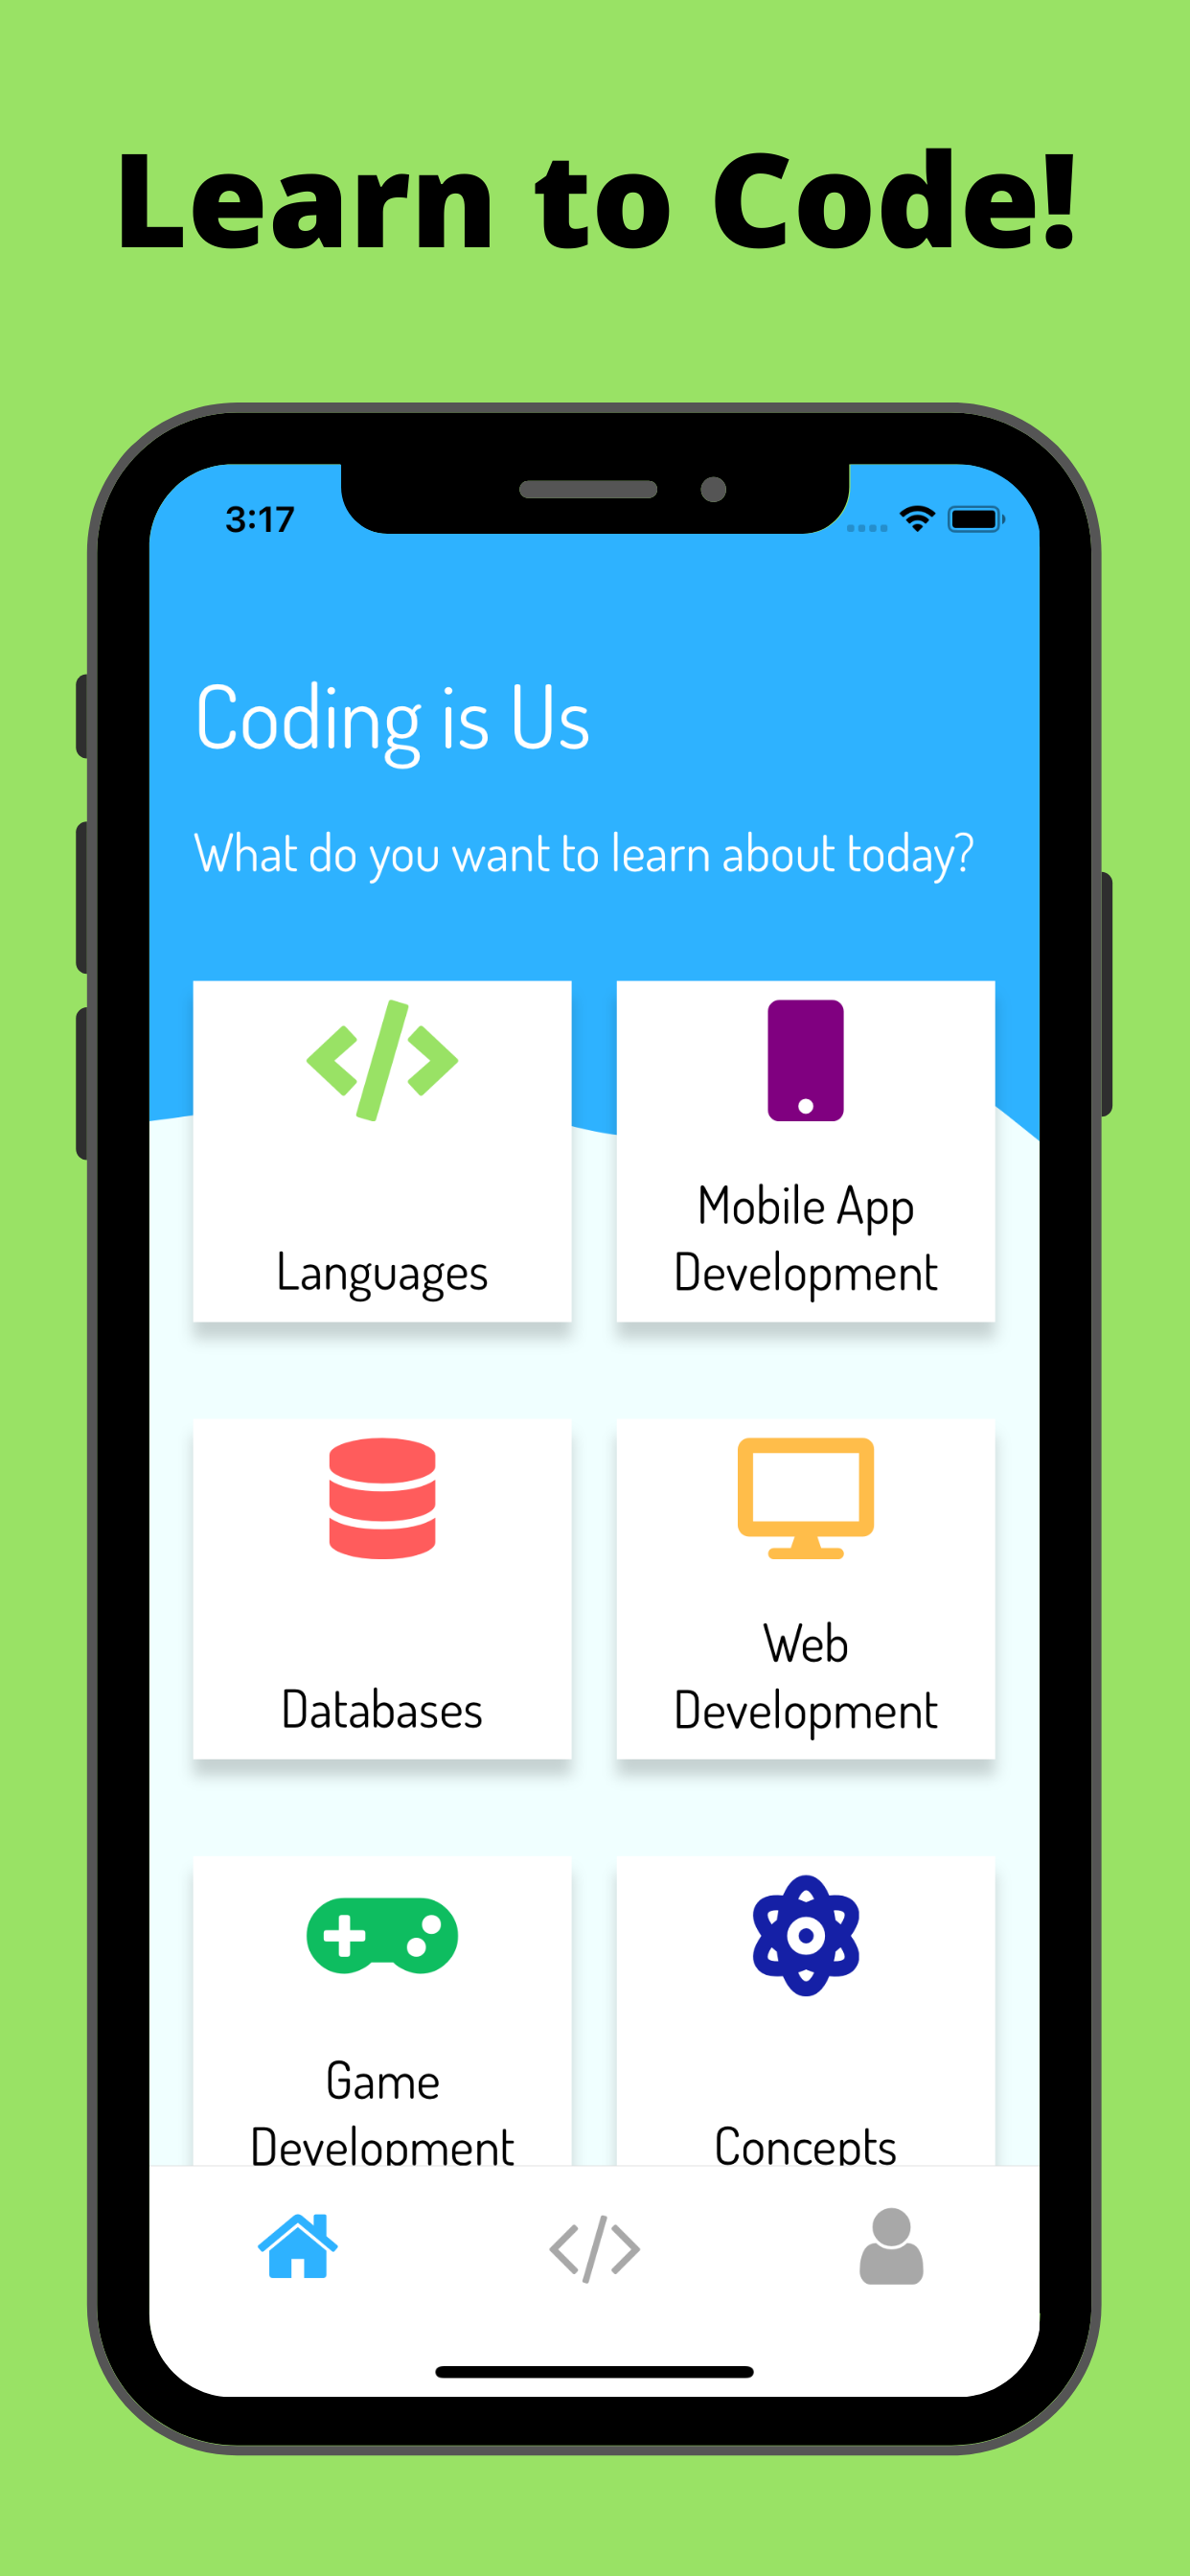 Learn to Code!
3:17
Coding is Us
What do you want to learn about today?
Languages
Mobile App
Development
Databases
Web
Development
Game
Development
Concepts